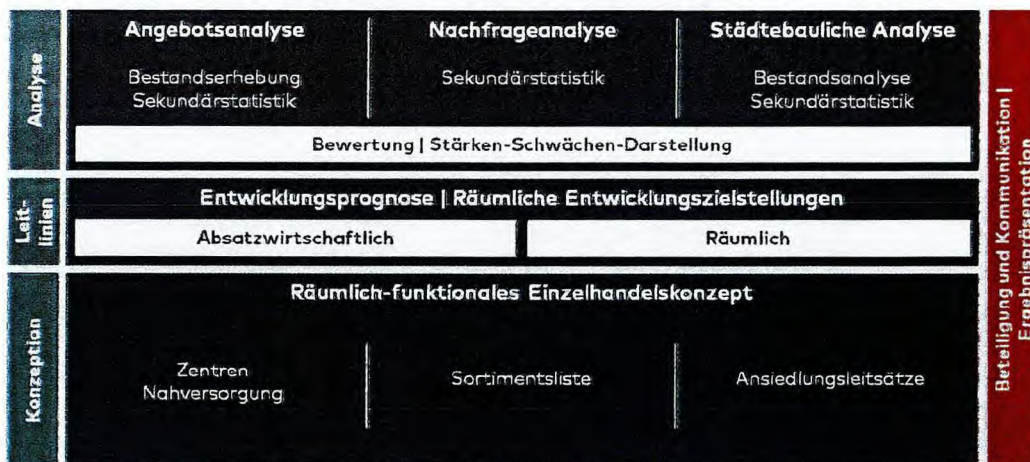 Analyse
Angebotsanalyse
Bestandserhebung
Sekundärstatistik
Nachfrageanalyse
Sekundärstatistik
Städtebauliche Analyse
Bestandsanalyse
Sekundärstatistik
Bewertung | Stärken-Schwächen-Darstellung
Leit-
linien
Entwicklungsprognose | Räumliche Entwicklungszielstellungen
Absatzwirtschaftlich
Räumlich
Konzeption
Räumlich-funktionales Einzelhandelskonzept
Zentren
Nahversorgung
Sortimentsliste
Ansiedlungsleitsätze
Beteiligung und Kommunikation |
Ergebnispräsentation